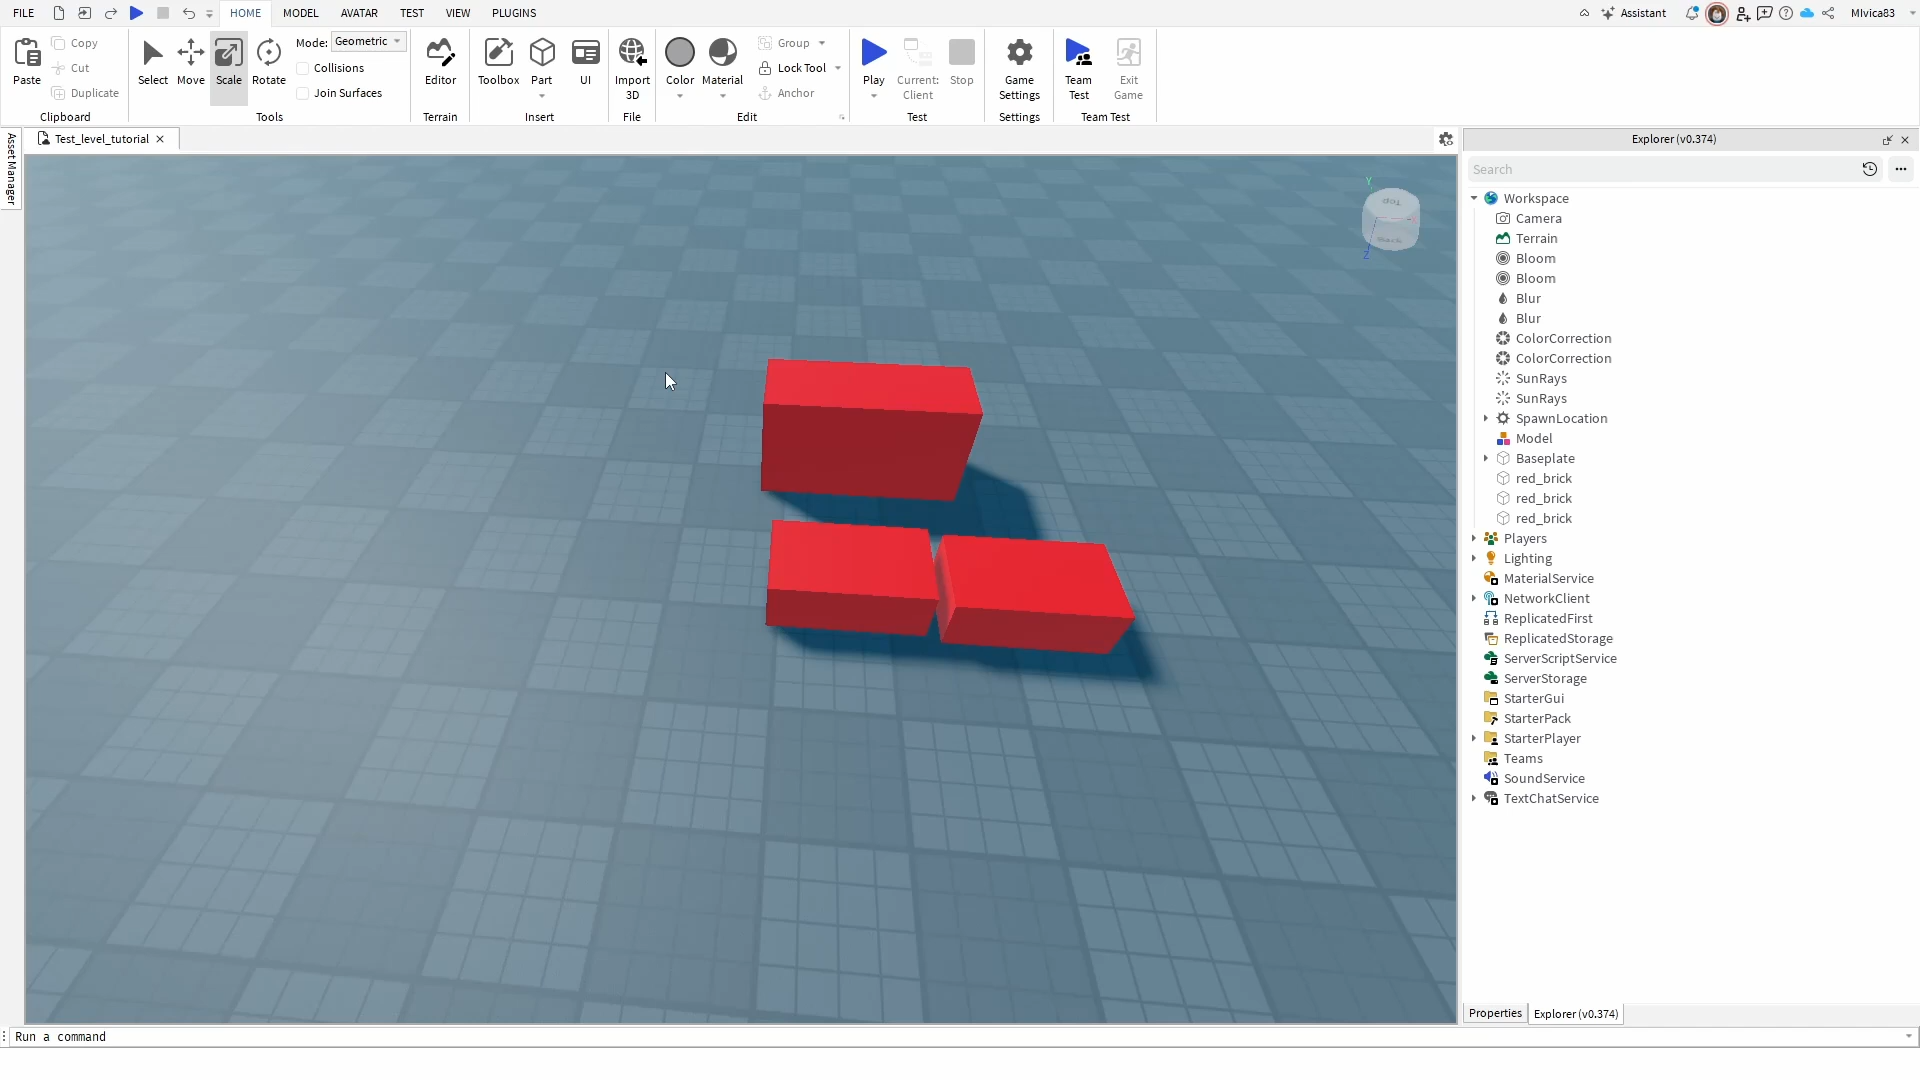 FILE HOME MODEL AVATAR TEST VIEW PLUGINS Assistant MIvica83
Paste Copy Cut Duplicate Clipboard
Select Move Scale Rotate Mode: Geometric Collisions Join Surfaces Tools
Editor Terrain
Toolbox Part UI Insert
Import 3D File
Color Material Group Lock Tool Anchor Edit
Play Current: Client Stop Test
Game Settings Settings
Team Test Exit Game Team Test
Asset Manager
Test_level_tutorial
Y
Top
Back
Z
Explorer (v0.374)
Search
Workspace
Camera
Terrain
Bloom
Bloom
Blur
Blur
ColorCorrection
ColorCorrection
SunRays
SunRays
SpawnLocation
Model
Baseplate
red_brick
red_brick
red_brick
Players
Lighting
MaterialService
NetworkClient
ReplicatedFirst
ReplicatedStorage
ServerScriptService
ServerStorage
StarterGui
StarterPack
StarterPlayer
Teams
SoundService
TextChatService
Properties Explorer (v0.374)
Run a command